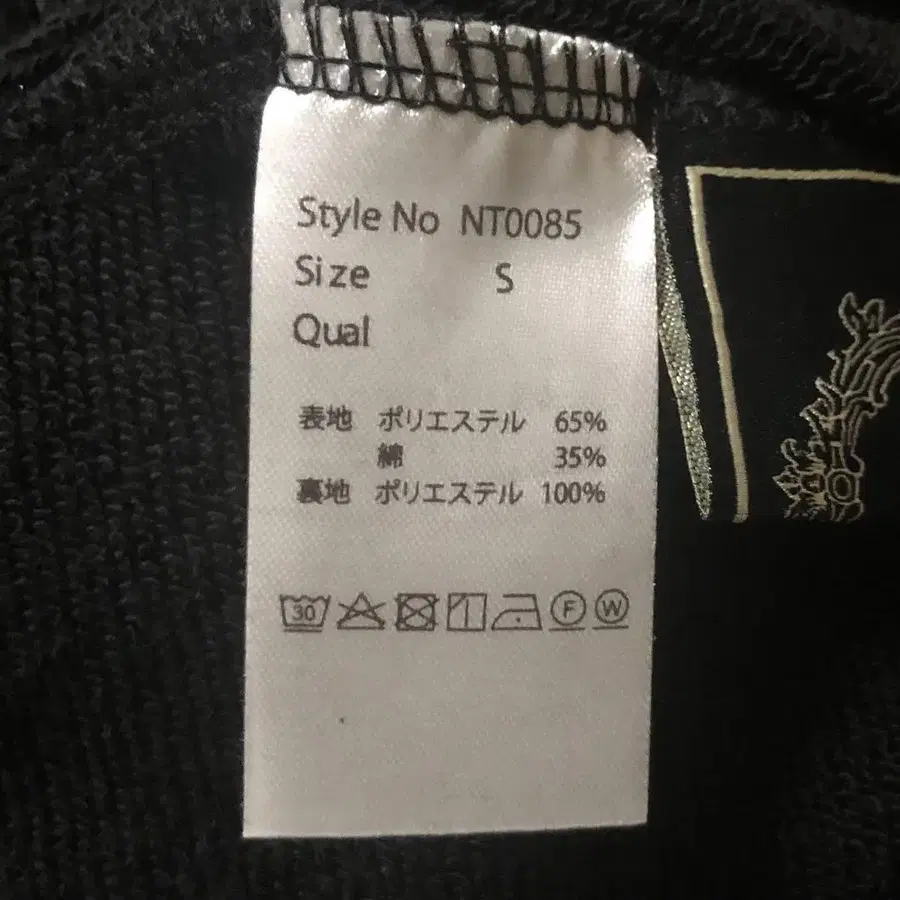 Style No NT0085
Size S
Qual
表地 ポリエステル 65%
綿 35%
裏地 ポリエステル 100%
30 F W